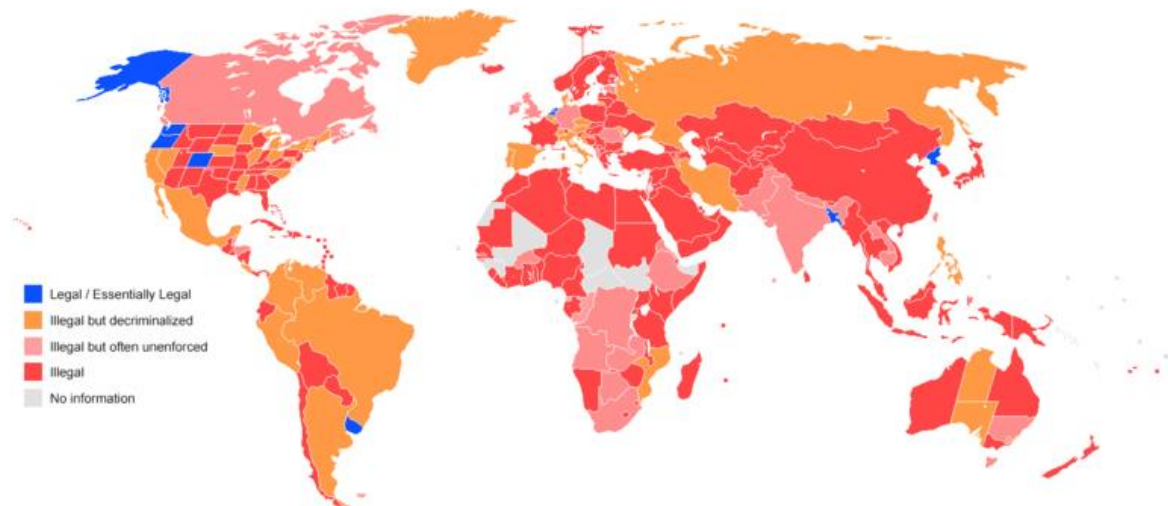 Legal / Essentially Legal
Illegal but decriminalized
Illegal but often unenforced
Illegal
No information